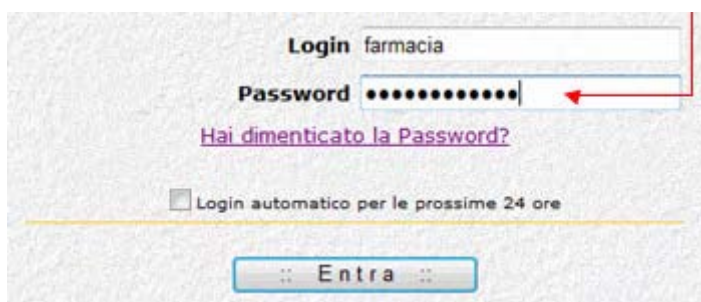 Login farmacia
Password ●●●●●●●●●●●●●
Hai dimenticato la Password?
Login automatico per le prossime 24 ore
:: Entra ::